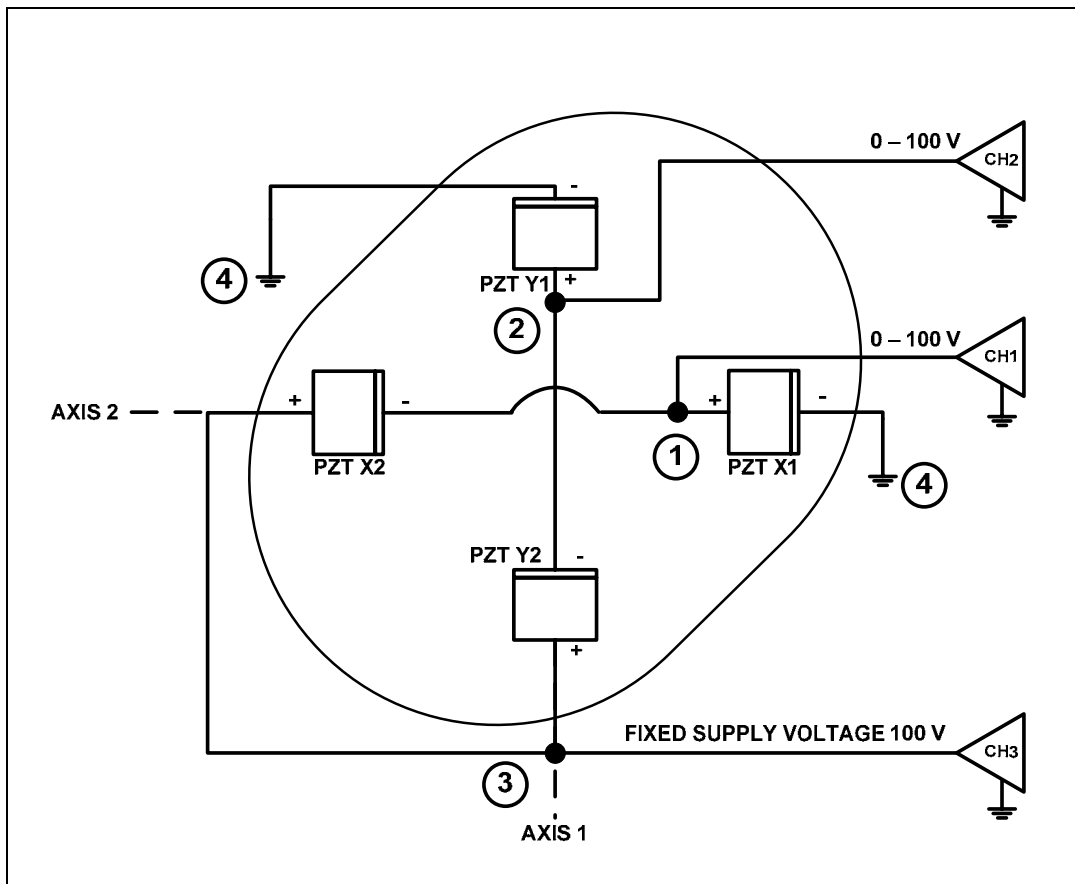 0 – 100 V
CH2
-
4
PZT Y1
+
2
0 – 100 V
CH1
AXIS 2
+
-
+
-
PZT X2
1
PZT X1
4
PZT Y2
-
+
FIXED SUPPLY VOLTAGE 100 V
CH3
3
AXIS 1